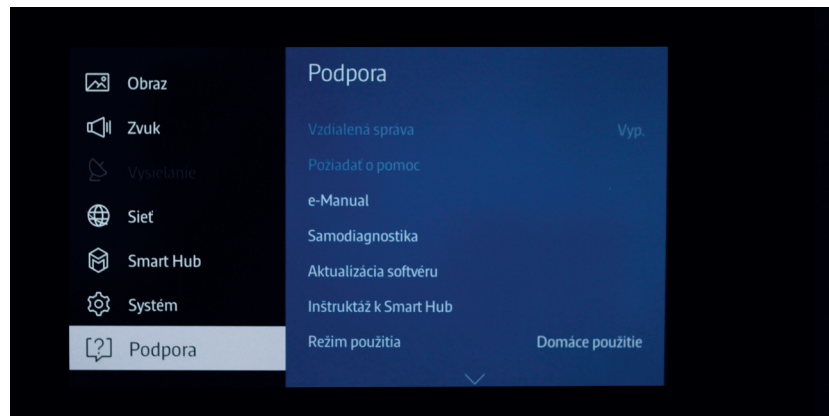 Obraz
Zvuk
Vysielanie
Sieť
Smart Hub
Systém
Podpora
Podpora
Vzdialená správa Vyp.
Požiadať o pomoc
e-Manual
Samodiagnostika
Aktualizácia softvéru
Inštruktáž k Smart Hub
Režim použitia Domáce použitie